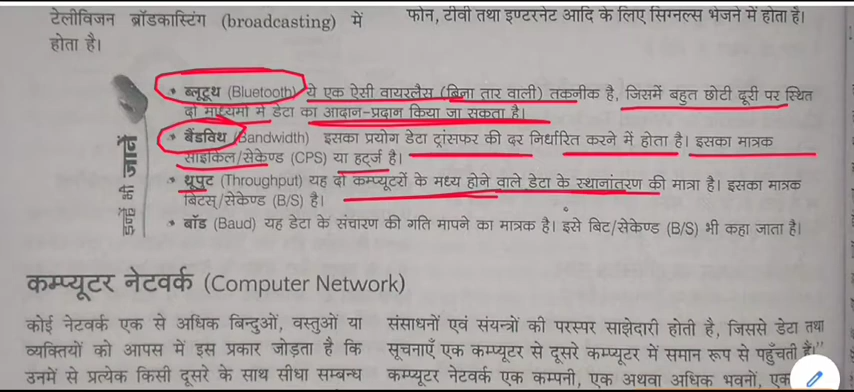 टेलीविजन ब्रॉडकास्टिंग (broadcasting) में
होता है।
फोन, टीवी तथा इण्टरनेट आदि के लिए सिग्नल्स भेजने में होता है।
इन्हें भी जानें
• ब्लूटूथ (Bluetooth) ये एक ऐसी वायरलैस (बिना तार वाली) तकनीक है, जिसमें बहुत छोटी दूरी पर स्थित
दो माध्यमों में डेटा का आदान-प्रदान किया जा सकता है।
• बैंडविथ (Bandwidth) इसका प्रयोग डेटा ट्रांसफर की दर निर्धारित करने में होता है। इसका मात्रक
साइकिल/सेकेण्ड (CPS) या हर्ट्ज है।
• थ्रूपुट (Throughput) यह दो कम्प्यूटरों के मध्य होने वाले डेटा के स्थानांतरण की मात्रा है। इसका मात्रक
बिटस्/सेकेण्ड (B/S) है।
• बॉड (Baud) यह डेटा के संचारण की गति मापने का मात्रक है। इसे बिट/सेकेण्ड (B/S) भी कहा जाता है।
कम्प्यूटर नेटवर्क (Computer Network)
कोई नेटवर्क एक से अधिक बिन्दुओं, वस्तुओं या
व्यक्तियों को आपस में इस प्रकार जोड़ता है कि
उनमें से प्रत्येक किसी दूसरे के साथ सीधा सम्बन्ध
संसाधनों एवं संयन्त्रों की परस्पर साझेदारी होती है, जिससे डेटा तथा
सूचनाएँ एक कम्प्यूटर से दूसरे कम्प्यूटर में समान रूप से पहुँचती हैं।"
कम्प्यूटर नेटवर्क एक कम्पनी, एक अथवा अधिक भवनों, एक